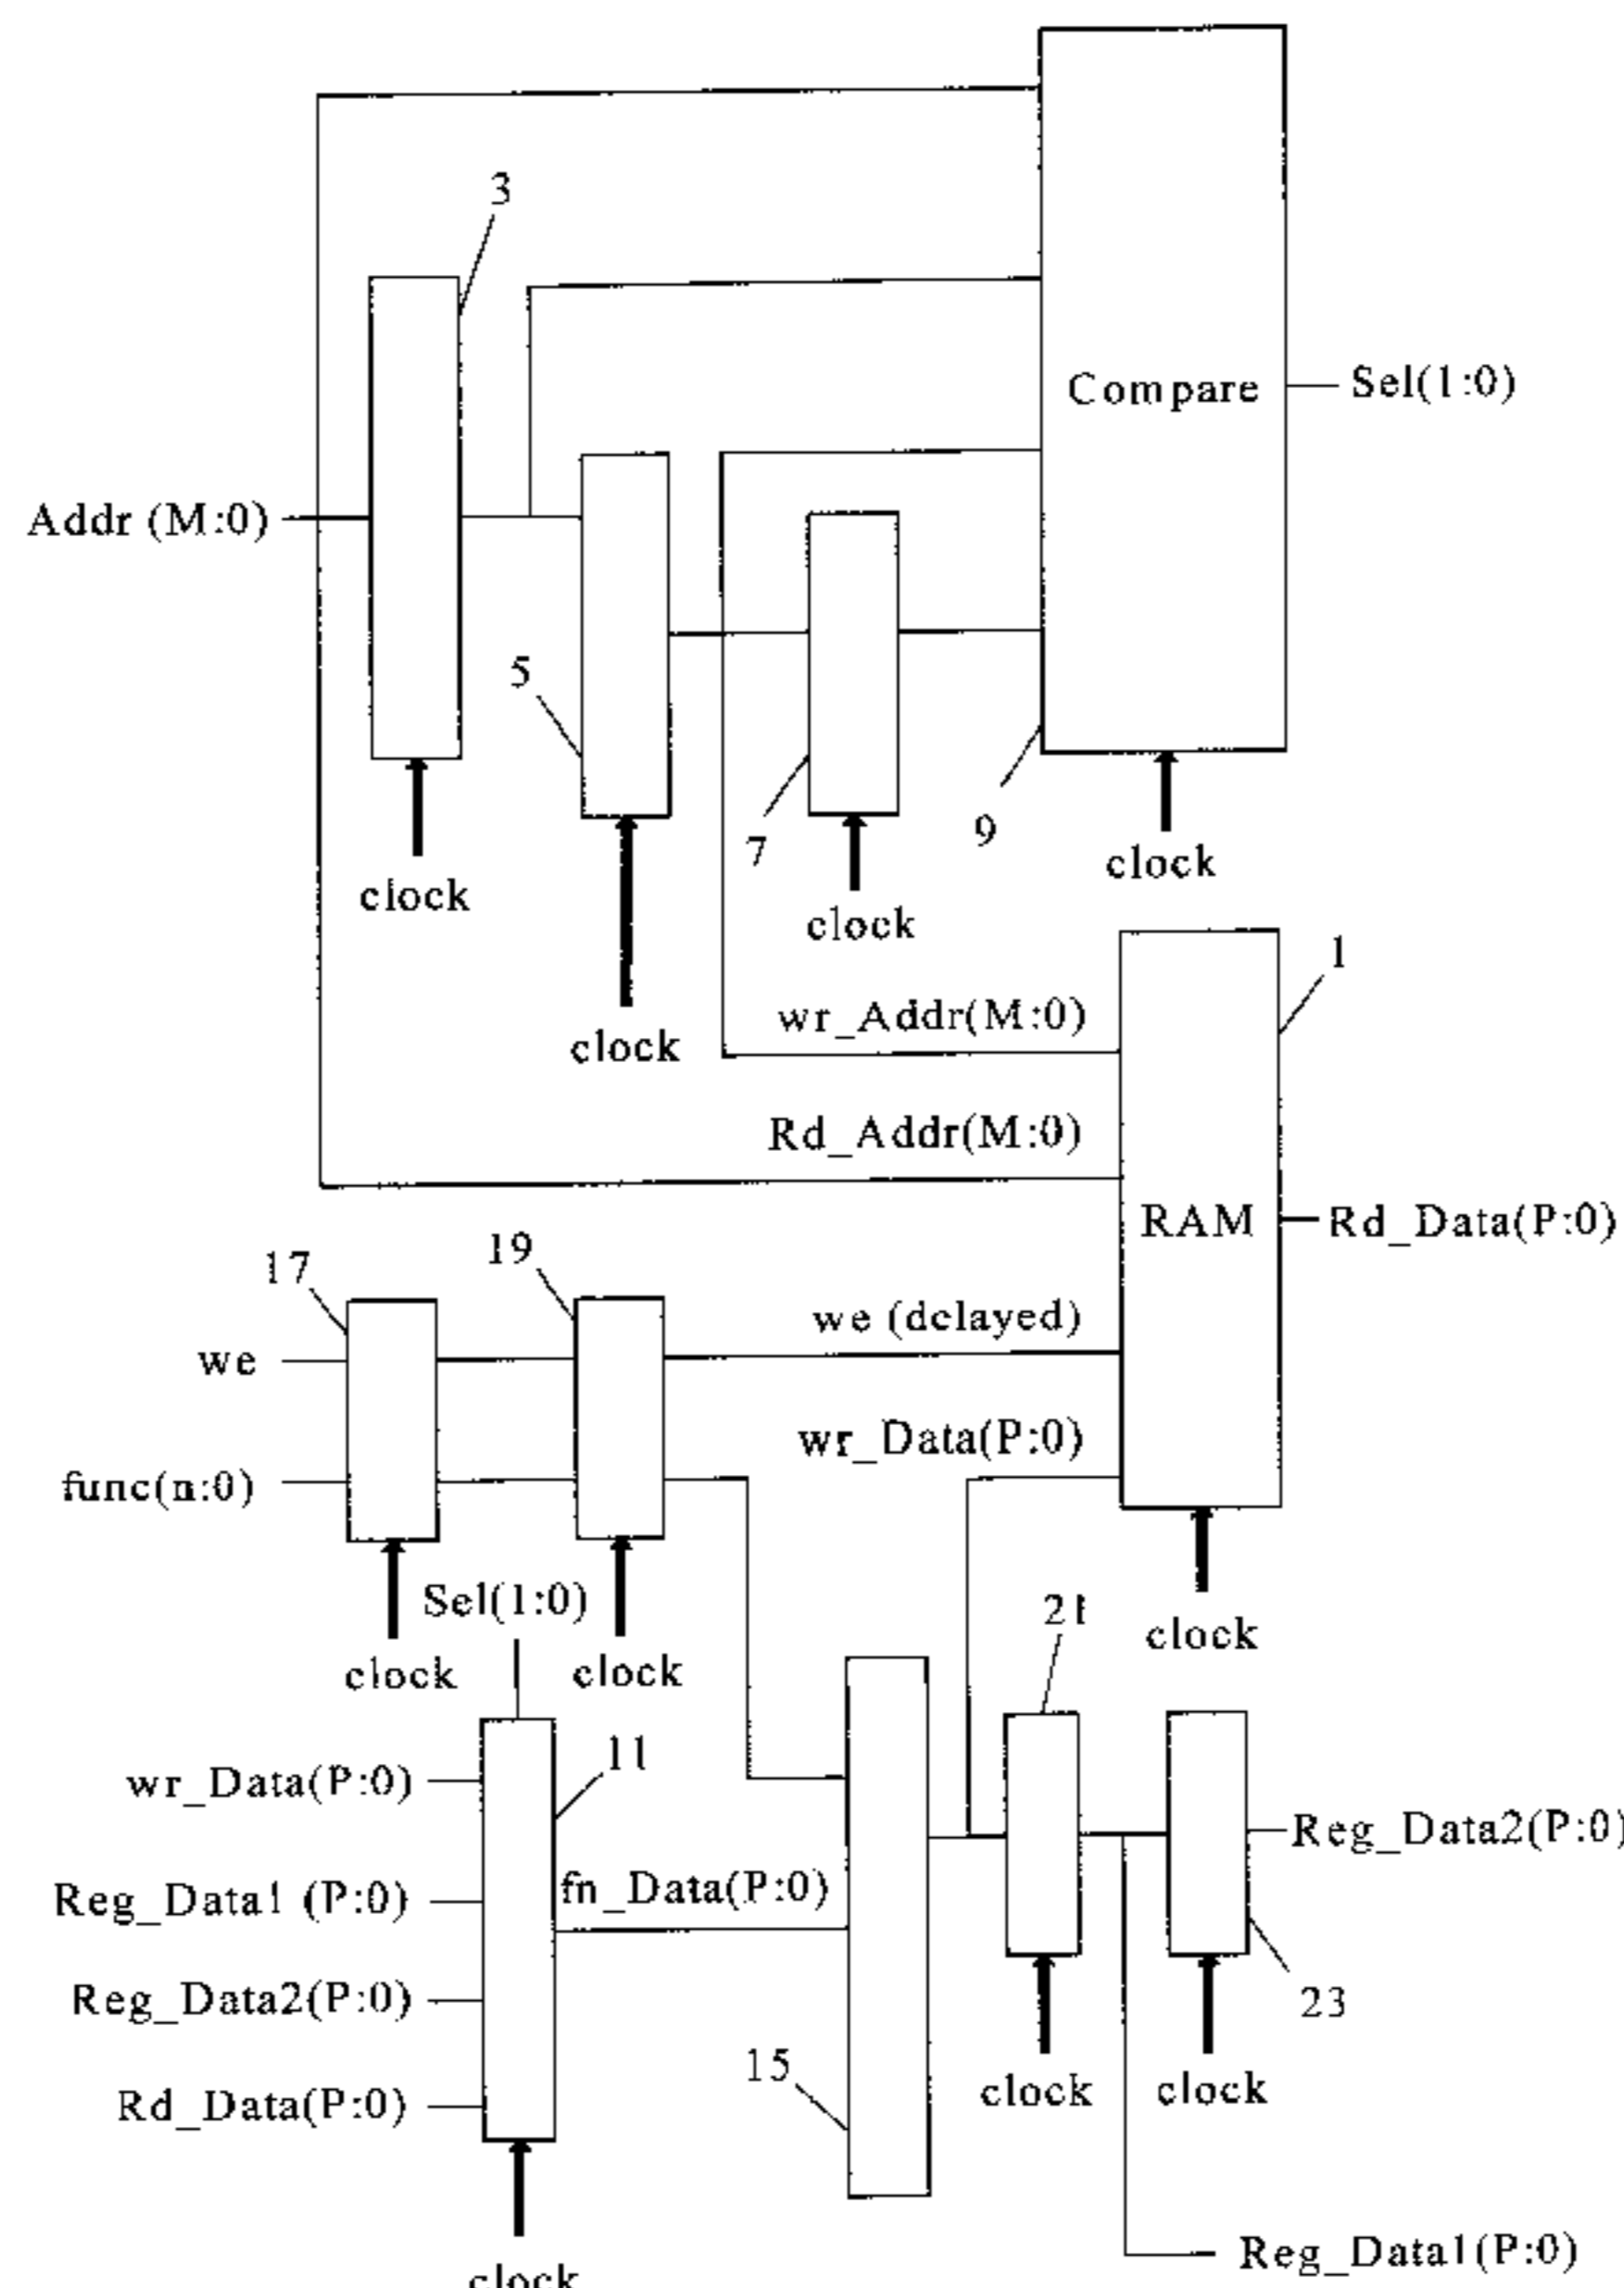 3
Compare
Sel(1:0)
Addr (M:0)
5
7
9
clock
clock
clock
clock
1
wr_Addr(M:0)
Rd_Addr(M:0)
RAM
Rd_Data(P:0)
17
19
we (delayed)
we
wr_Data(P:0)
func(n:0)
Sel(1:0)
21
clock
clock
clock
11
wr_Data(P:0)
Reg_Data2(P:0)
fn_Data(P:0)
Reg_Data1 (P:0)
Reg_Data2(P:0)
23
15
Rd_Data(P:0)
clock
clock
Reg_Data1(P:0)
clock